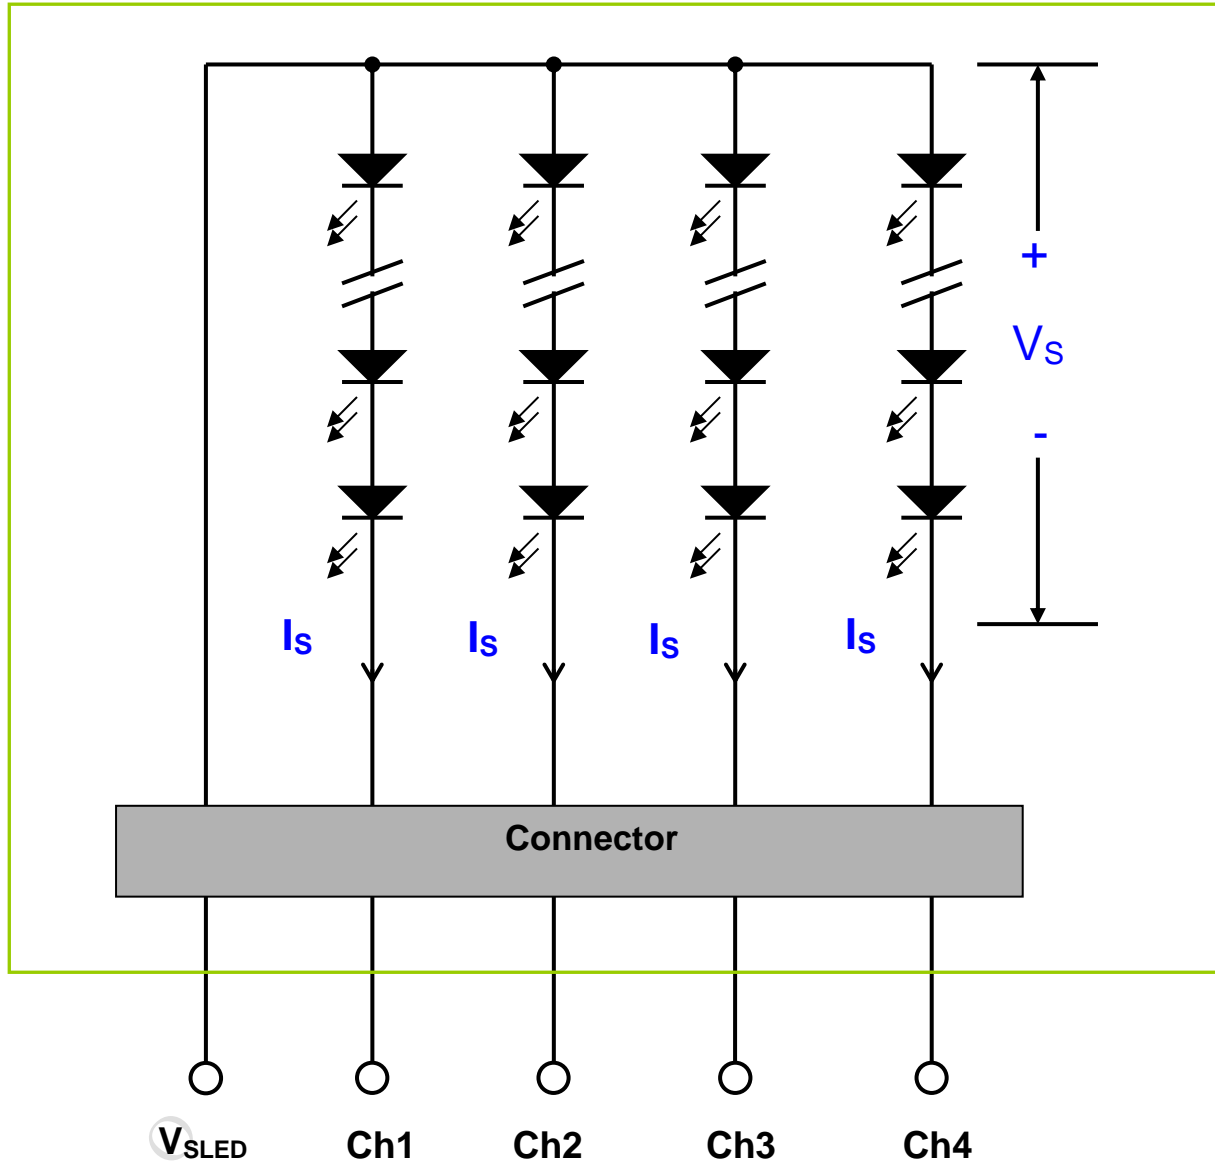 +
VS
-
IS IS IS IS
Connector
VSLED Ch1 Ch2 Ch3 Ch4